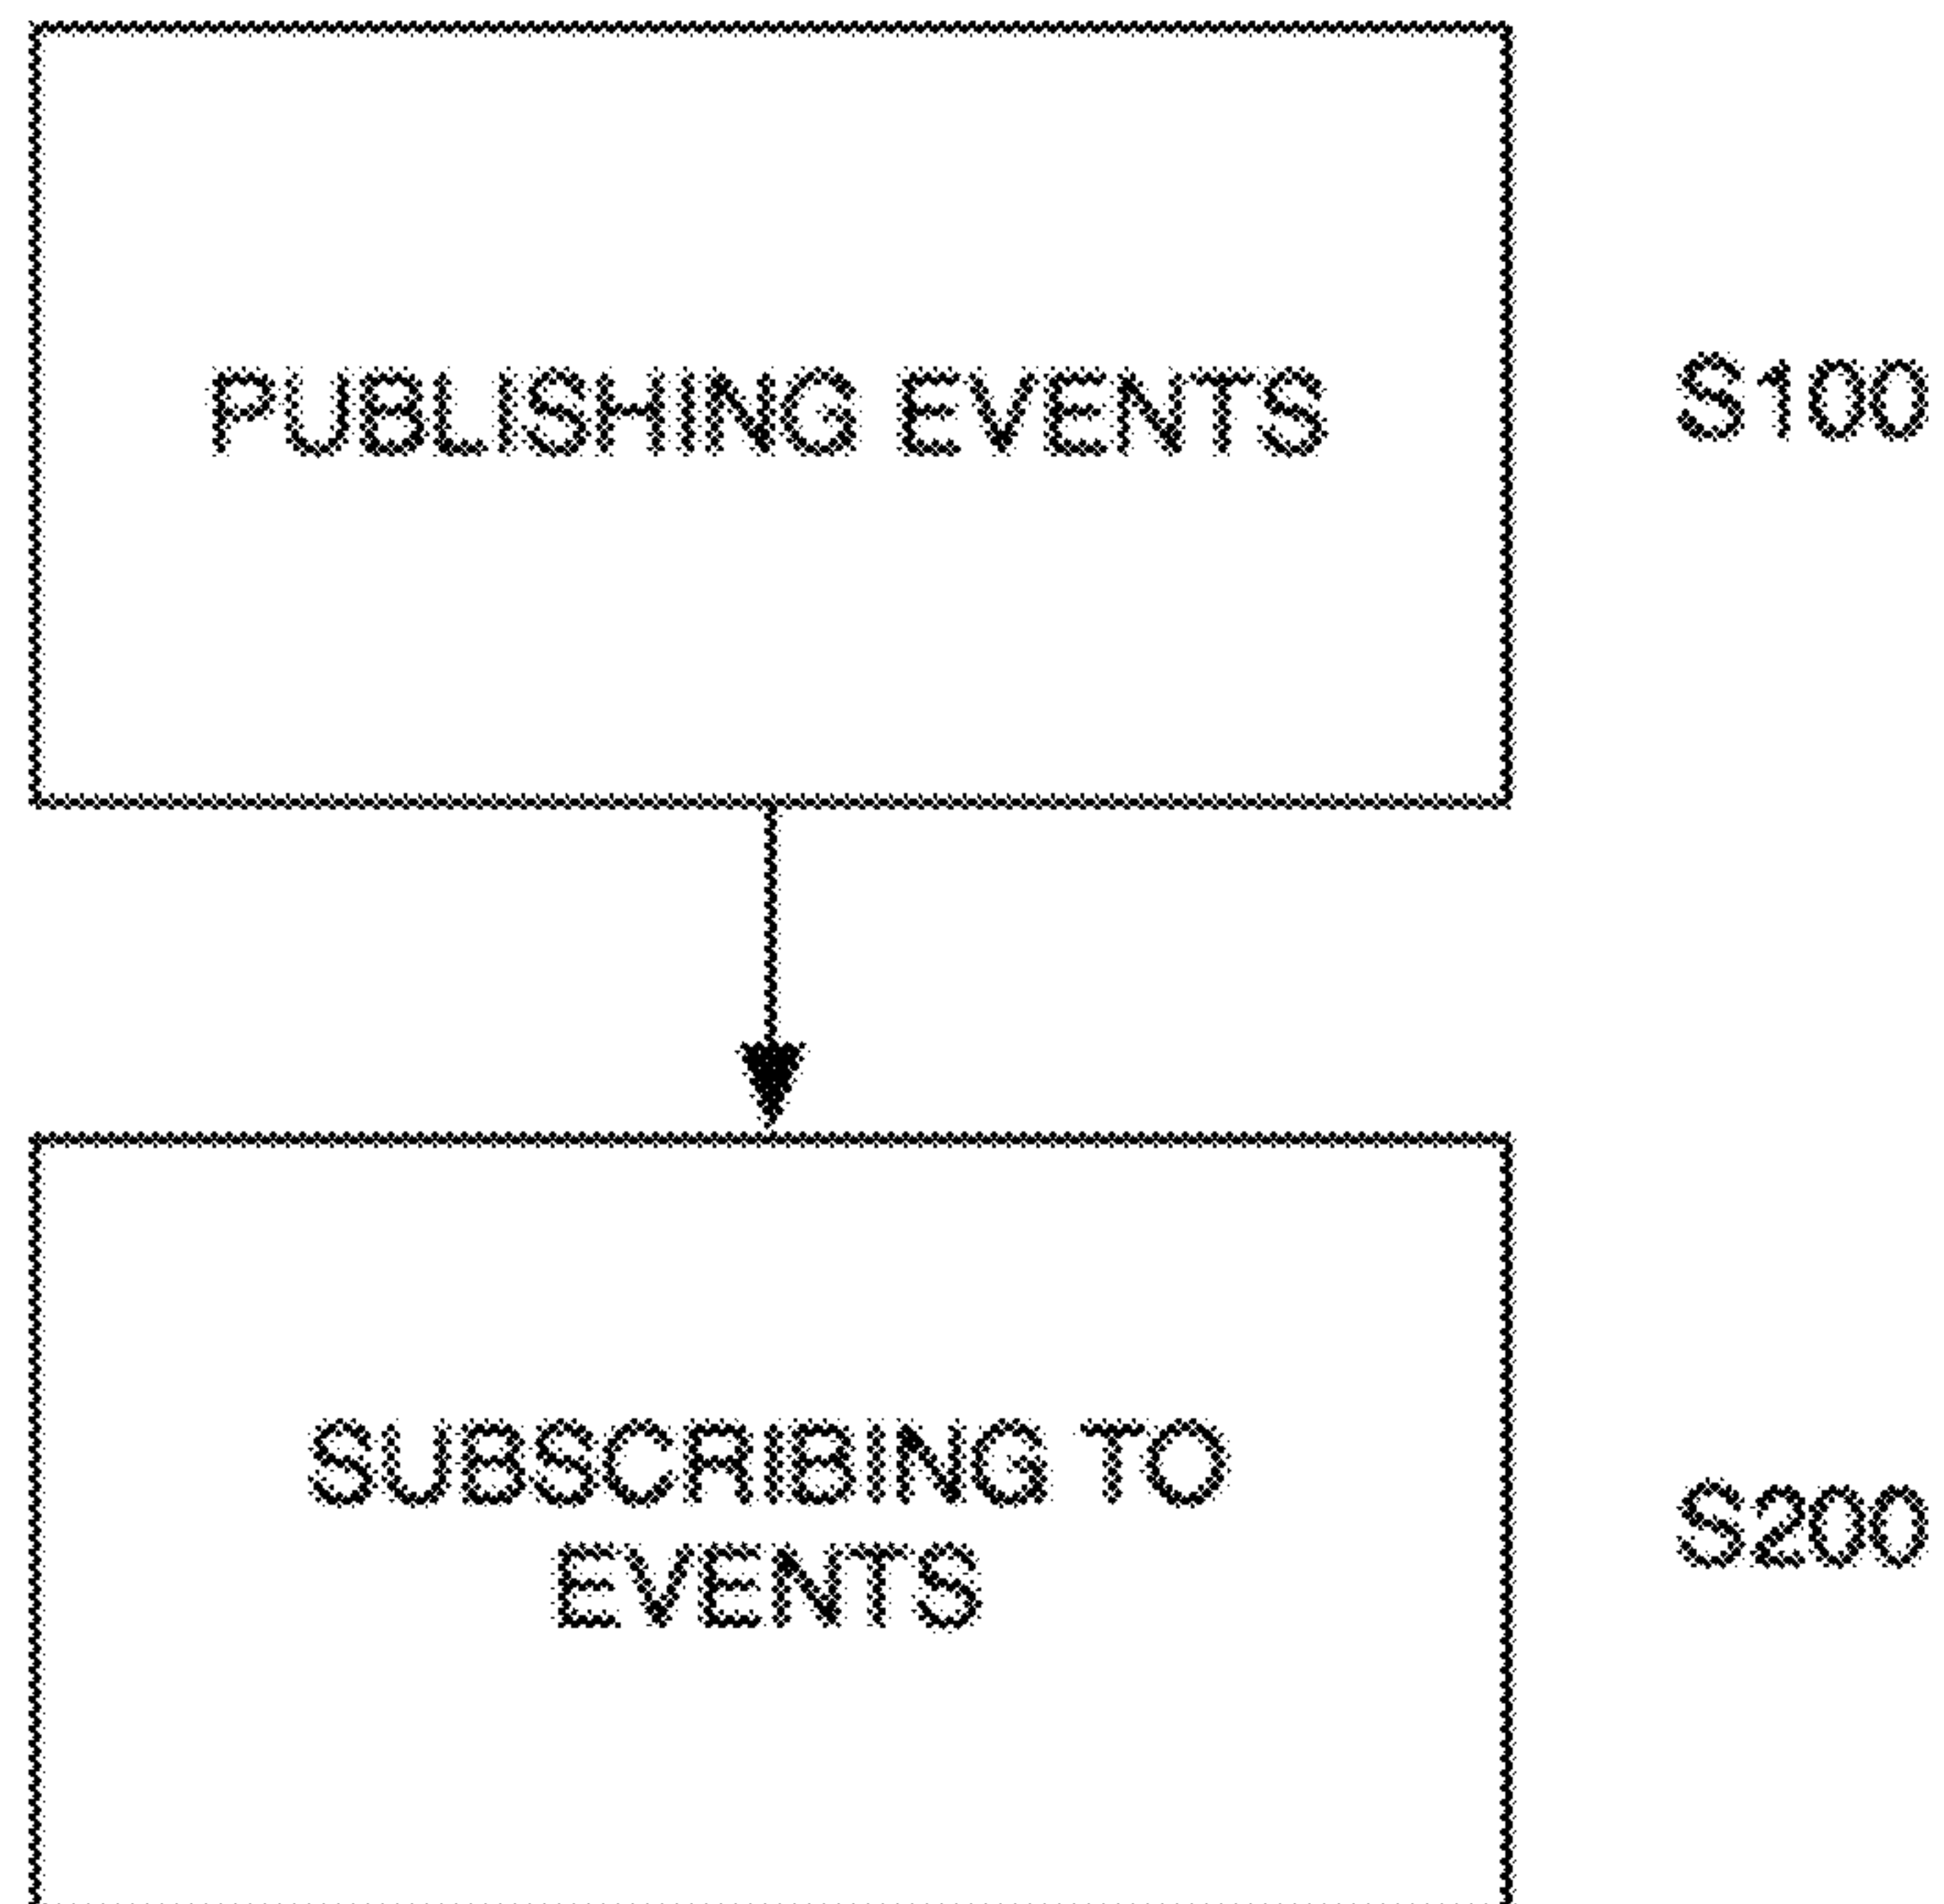 PUBLISHING EVENTS
S100
SUBSCRIBING TO
EVENTS
S200